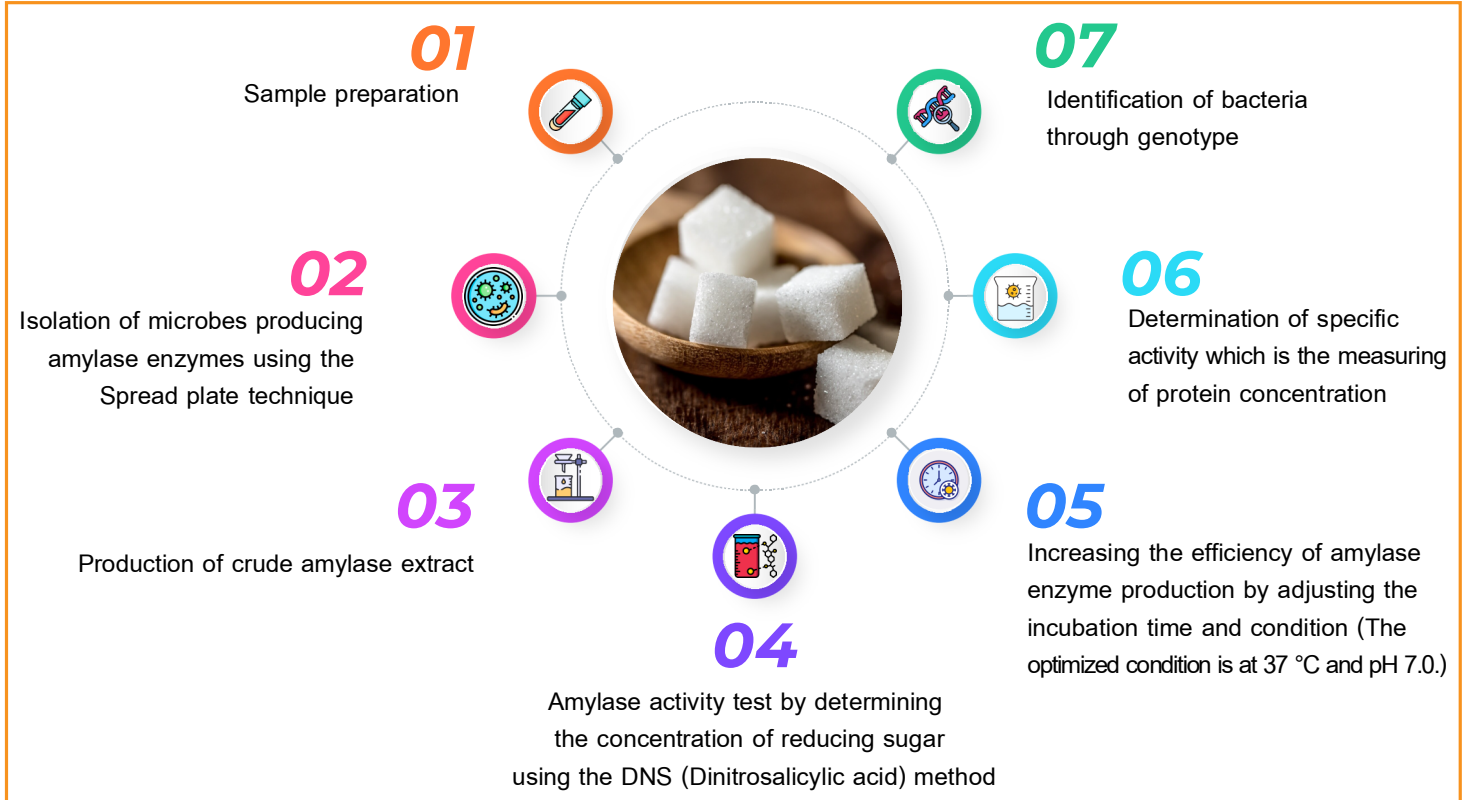 01
Sample preparation
02
Isolation of microbes producing
amylase enzymes using the
Spread plate technique
03
Production of crude amylase extract
04
Amylase activity test by determining
the concentration of reducing sugar
using the DNS (Dinitrosalicylic acid) method
05
Increasing the efficiency of amylase
enzyme production by adjusting the
incubation time and condition (The
optimized condition is at 37 °C and pH 7.0.)
06
Determination of specific
activity which is the measuring
of protein concentration
07
Identification of bacteria
through genotype